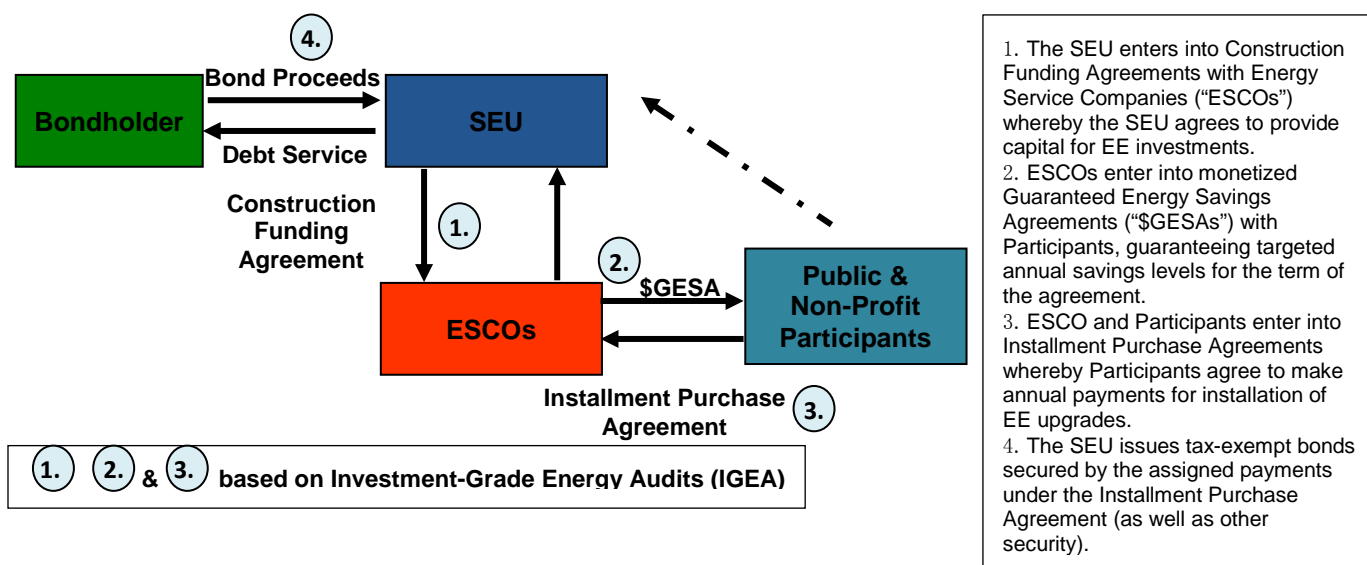 4.
Bond Proceeds
Bondholder
SEU
Debt Service
Construction
Funding
Agreement
1.
2.
$GESA
ESCOs
Public &
Non-Profit
Participants
Installment Purchase
Agreement
3.
1. 2. & 3. based on Investment-Grade Energy Audits (IGEA)
1. The SEU enters into Construction
Funding Agreements with Energy
Service Companies (“ESCOs”)
whereby the SEU agrees to provide
capital for EE investments.
2. ESCOs enter into monetized
Guaranteed Energy Savings
Agreements (“$GESAs”) with
Participants, guaranteeing targeted
annual savings levels for the term of
the agreement.
3. ESCO and Participants enter into
Installment Purchase Agreements
whereby Participants agree to make
annual payments for installation of
EE upgrades.
4. The SEU issues tax-exempt bonds
secured by the assigned payments
under the Installment Purchase
Agreement (as well as other
security).